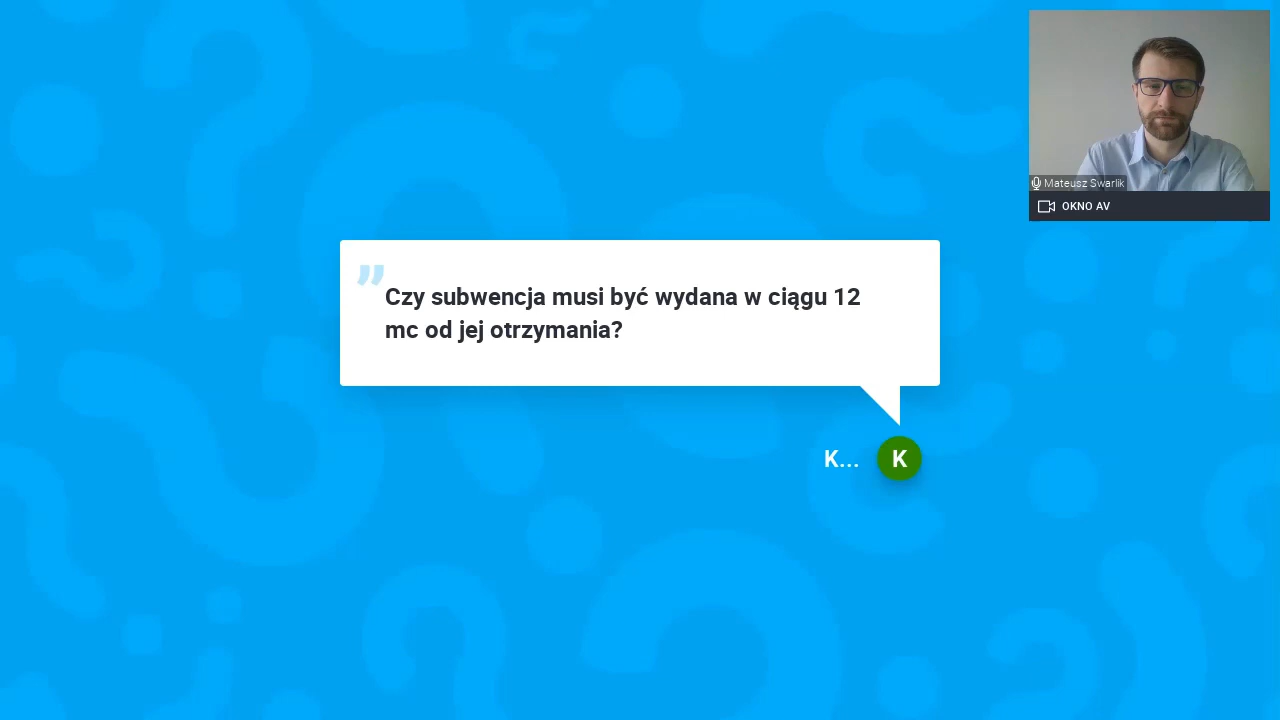 Mateusz Swarlik
OKNO AV
Czy subwencja musi być wydana w ciągu 12
mc od jej otrzymania?
K...
K